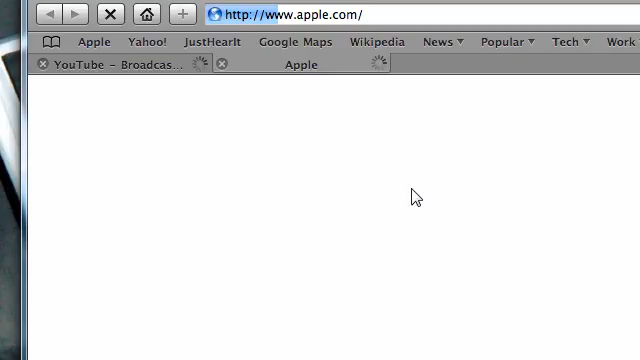 http://www.apple.com/
Apple Yahoo! JustHearIt Google Maps Wikipedia News Popular Tech Work
YouTube - Broadcas... Apple